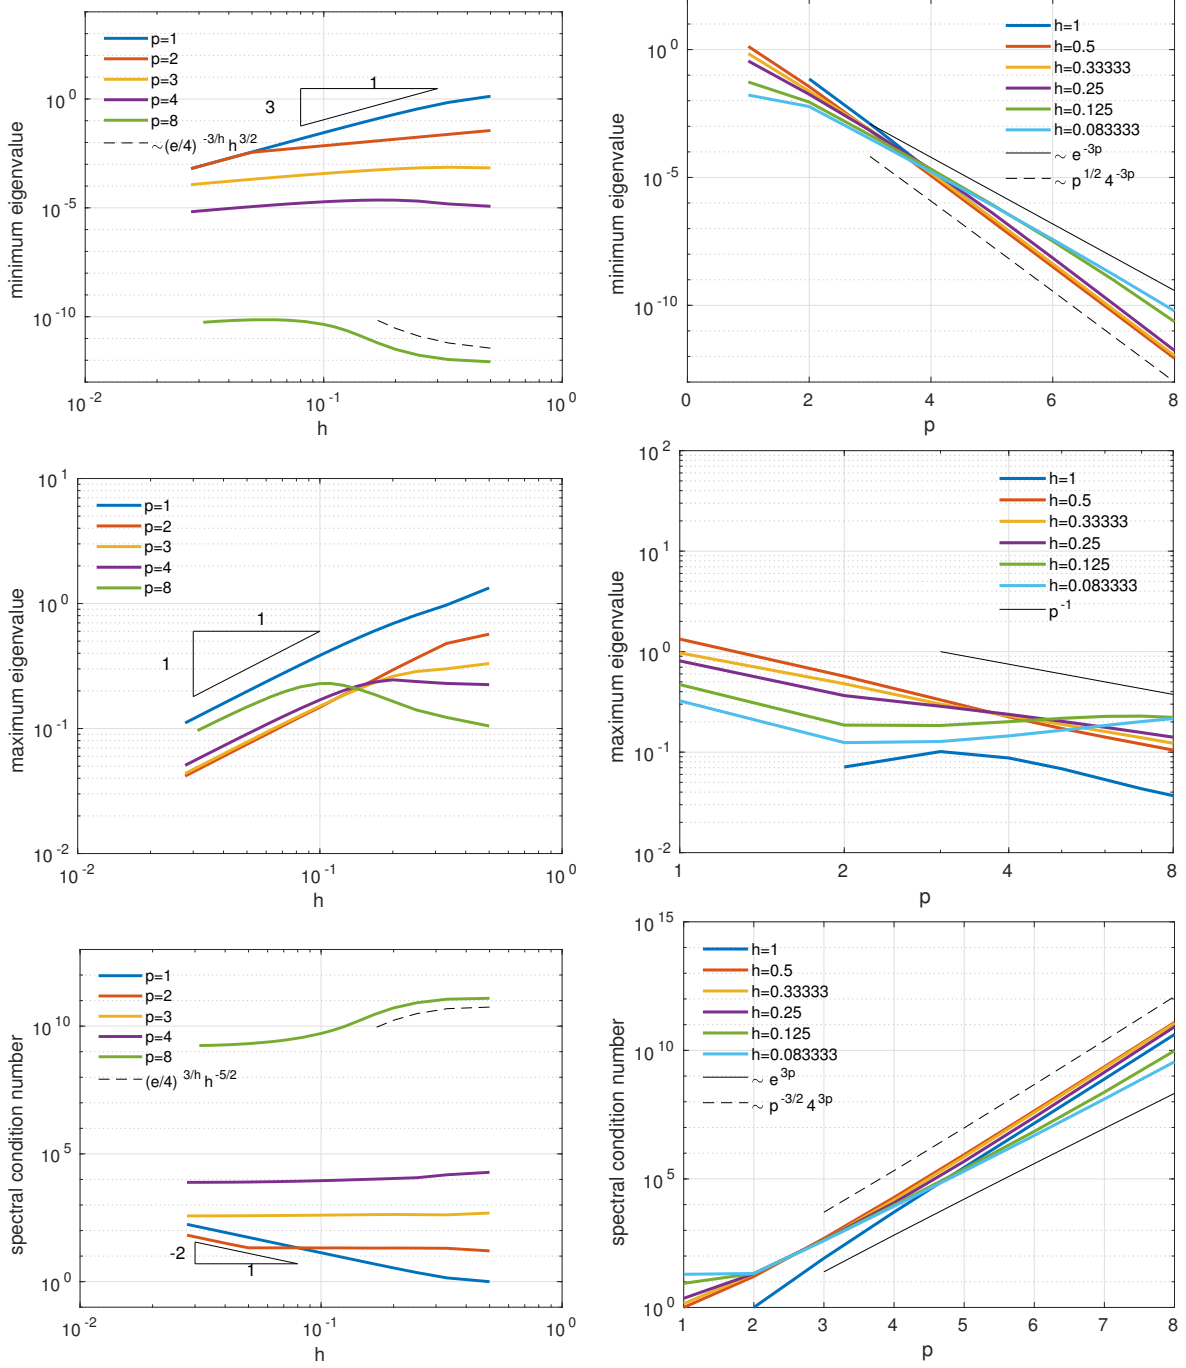 p=1
p=2
p=3
p=4
p=8
~(e/4)^{-3/h} h^{3/2}
1
3
10^0
10^{-5}
10^{-10}
10^{-2}
10^{-1}
10^0
h
minimum eigenvalue
h=1
h=0.5
h=0.33333
h=0.25
h=0.125
h=0.083333
~ e^{-3p}
~ p^{1/2} 4^{-3p}
10^0
10^{-5}
10^{-10}
0
2
4
6
8
p
minimum eigenvalue
p=1
p=2
p=3
p=4
p=8
1
1
10^1
10^0
10^{-1}
10^{-2}
10^{-2}
10^{-1}
10^0
h
maximum eigenvalue
h=1
h=0.5
h=0.33333
h=0.25
h=0.125
h=0.083333
p^{-1}
10^2
10^1
10^0
10^{-1}
10^{-2}
1
2
4
8
p
maximum eigenvalue
p=1
p=2
p=3
p=4
p=8
(e/4)^{3/h} h^{-5/2}
-2
1
10^{10}
10^5
10^0
10^{-2}
10^{-1}
10^0
h
spectral condition number
h=1
h=0.5
h=0.33333
h=0.25
h=0.125
h=0.083333
~ e^{3p}
~ p^{-3/2} 4^{3p}
10^{15}
10^{10}
10^5
10^0
1
2
3
4
5
6
7
8
p
spectral condition number